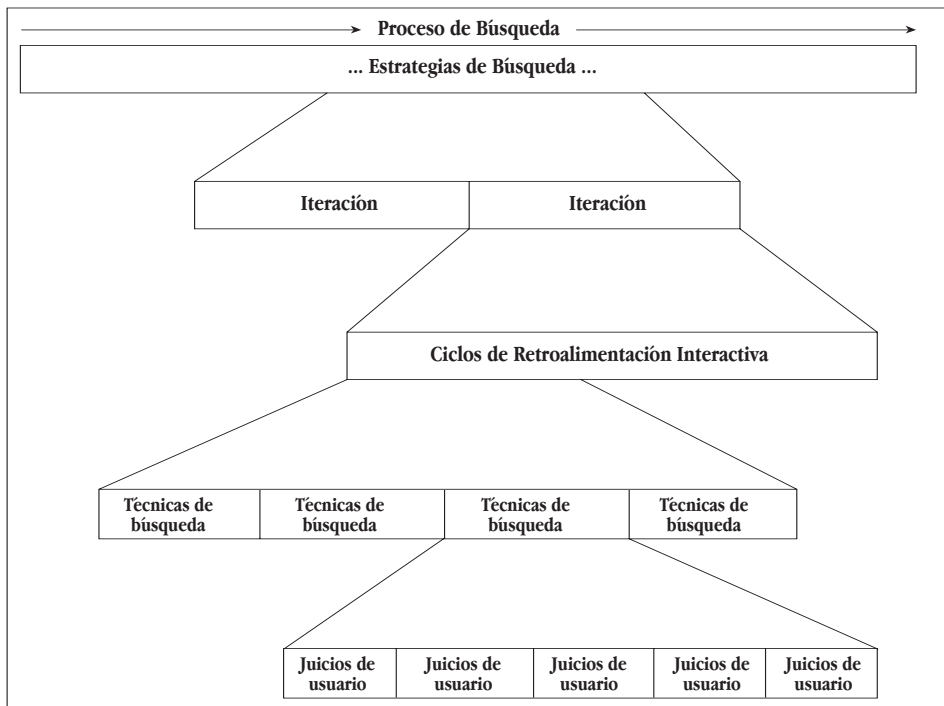 Proceso de Búsqueda
... Estrategias de Búsqueda ...
Iteración Iteración
Ciclos de Retroalimentación Interactiva
Técnicas de Técnicas de Técnicas de Técnicas de
búsqueda búsqueda búsqueda búsqueda
Juicios de Juicios de Juicios de Juicios de Juicios de
usuario usuario usuario usuario usuario